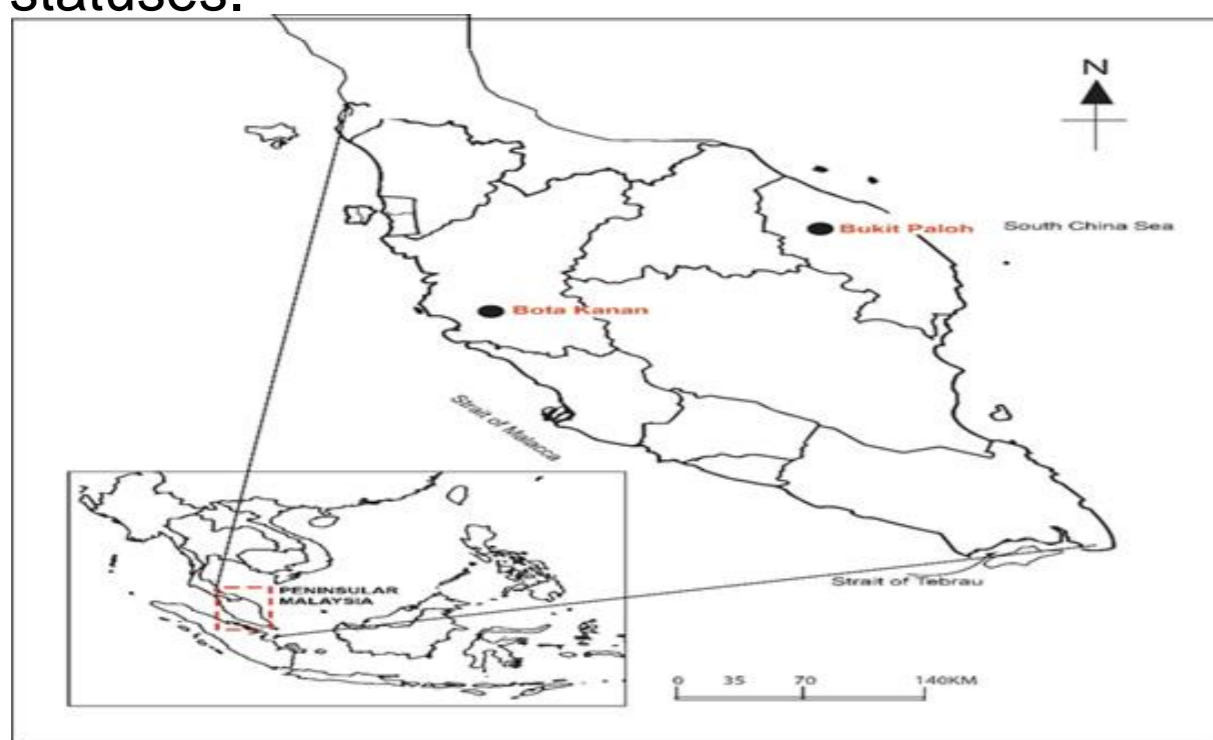 statuses.
N
Bukit Paloh
South China Sea
Bota Kanan
Strait of Malacca
PENINSULAR
MALAYSIA
Strait of Tebrau
0 35 70 140KM